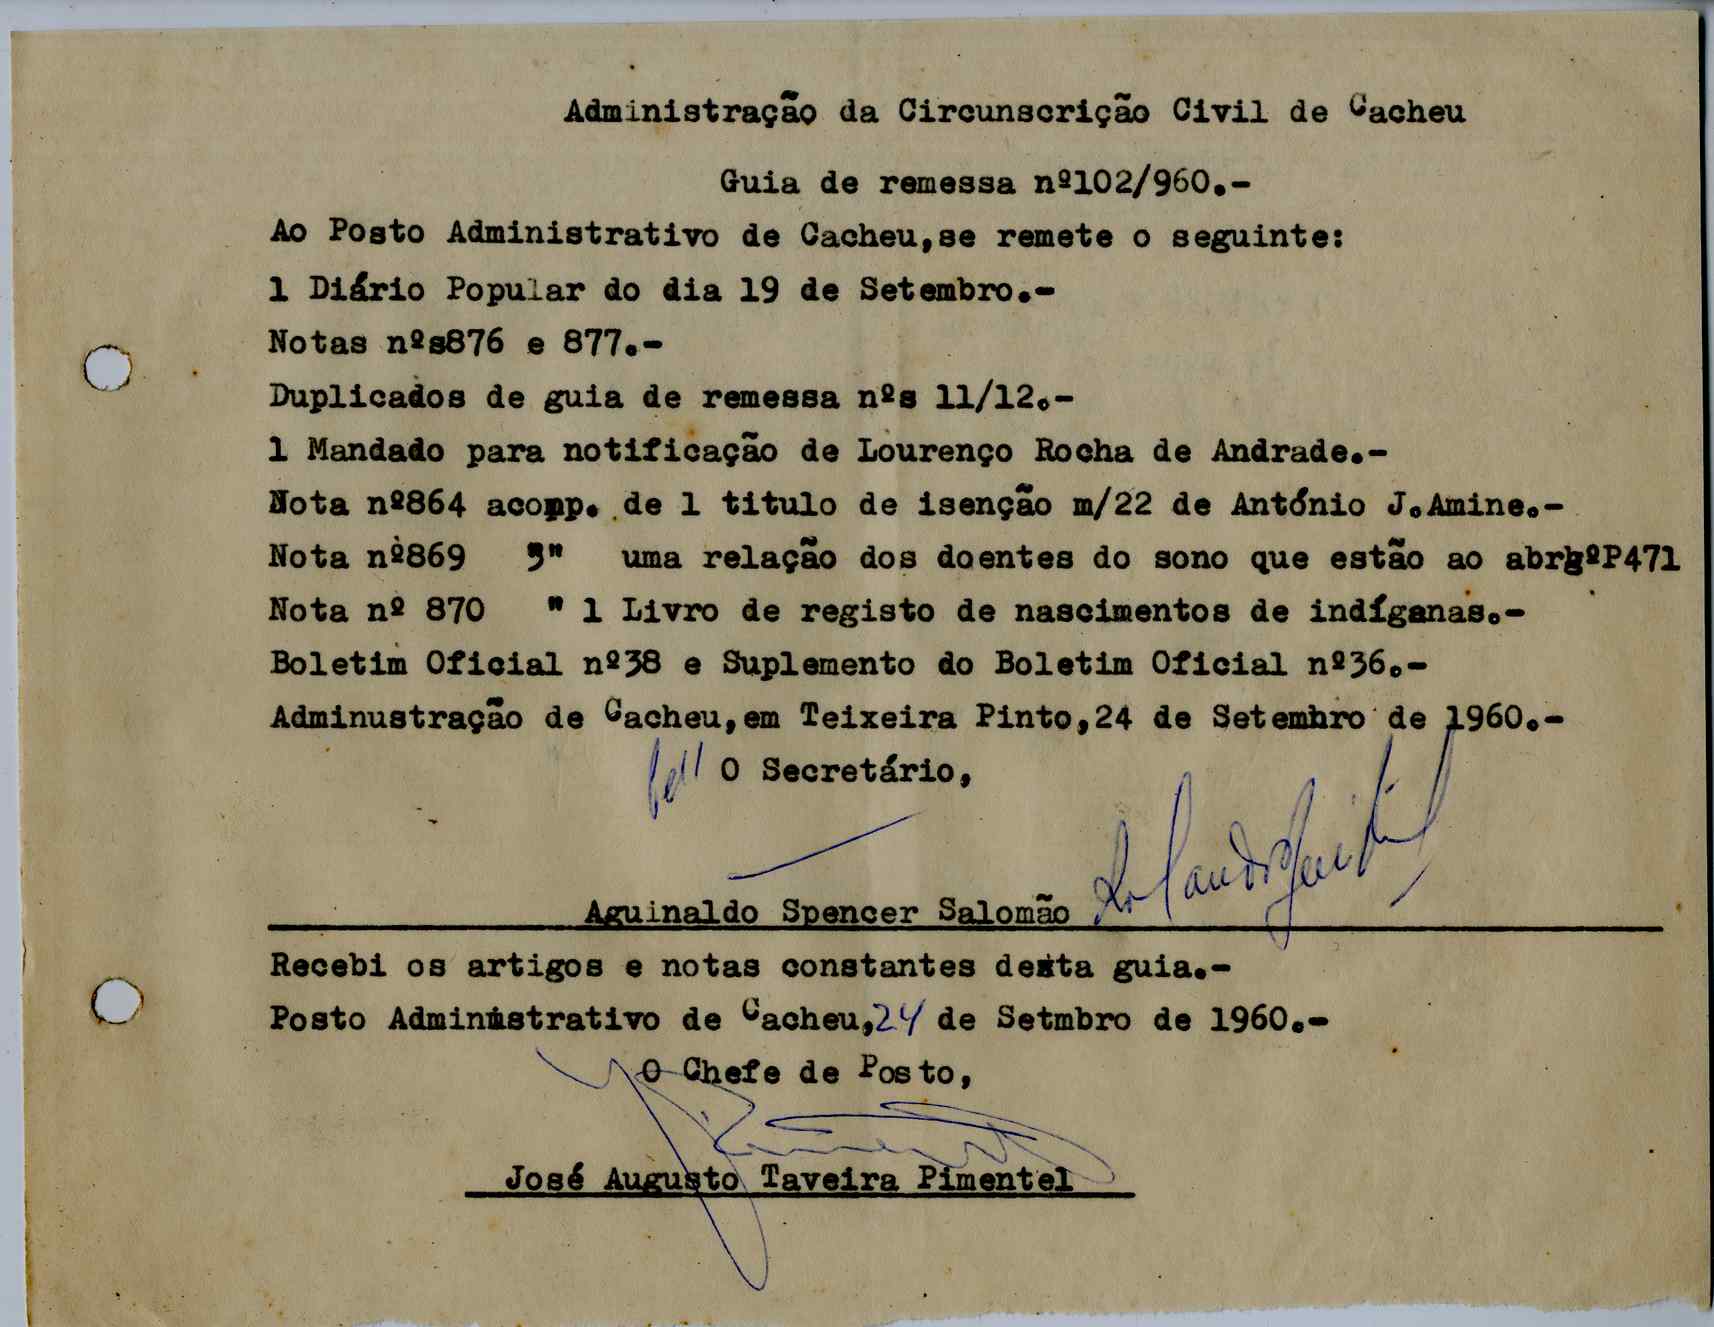 Administração da Circunscrição Civil de Cacheu
Guia de remessa nº102/960.-
Ao Posto Administrativo de Cacheu,se remete o seguinte:
1 Diário Popular do dia 19 de Setembro.-
Notas nºs876 e 877.-
Duplicados de guia de remessa nºs 11/12.-
1 Mandado para notificação de Lourenço Rocha de Andrade.-
Nota nº864 acomp. de 1 titulo de isenção m/22 de António J.Amine.-
Nota nº869 " uma relação dos doentes do sono que estão ao
Nota nº 870 " 1 Livro de registo de nascimentos de indíganas.-
Boletim Oficial nº38 e Suplemento do Boletim Oficial nº36.-
Adminustração de Cacheu,em Teixeira Pinto,24 de Setembro de 1960.-
O Secretário,
Aguinaldo Spencer Salomão
Recebi os artigos e notas constantes desta guia.-
Posto Administrativo de Cacheu,24 de Setmbro de 1960.-
O Chefe de Posto,
José Augusto Taveira Pimentel